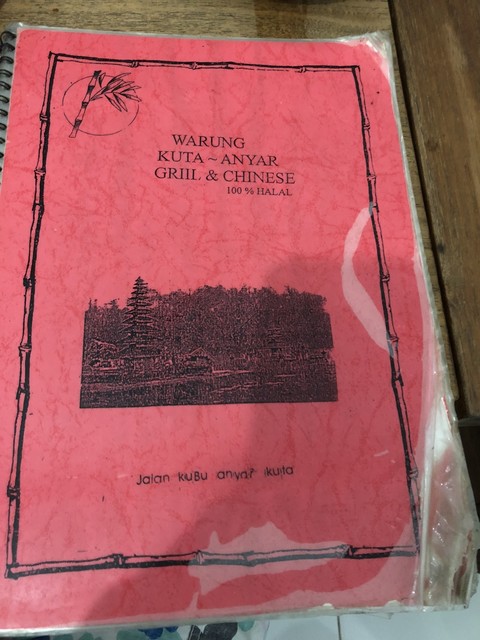 WARUNG
KUTA ~ ANYAR
GRIIL & CHINESE
100 % HALAL
Jalan kuBu anyar kuta